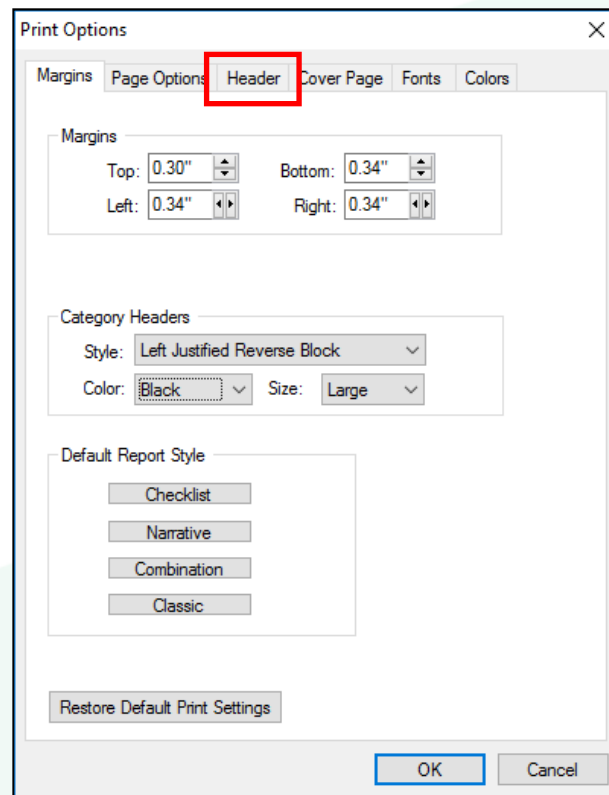 Print Options
Margins Page Options Header Cover Page Fonts Colors
Margins
Top: 0.30" Bottom: 0.34"
Left: 0.34" Right: 0.34"
Category Headers
Style: Left Justified Reverse Block
Color: Black Size: Large
Default Report Style
Checklist
Narrative
Combination
Classic
Restore Default Print Settings
OK Cancel